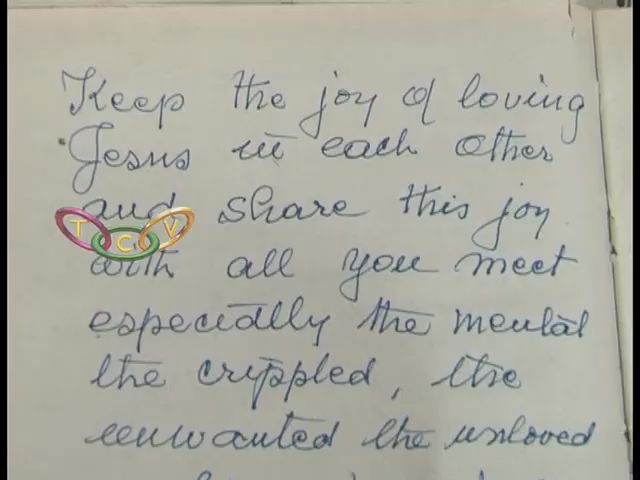 Keep the joy of loving
Jesus in each other
and share this joy
TCV
with all you meet
especially the mental
the crippled, the
unwanted the unloved